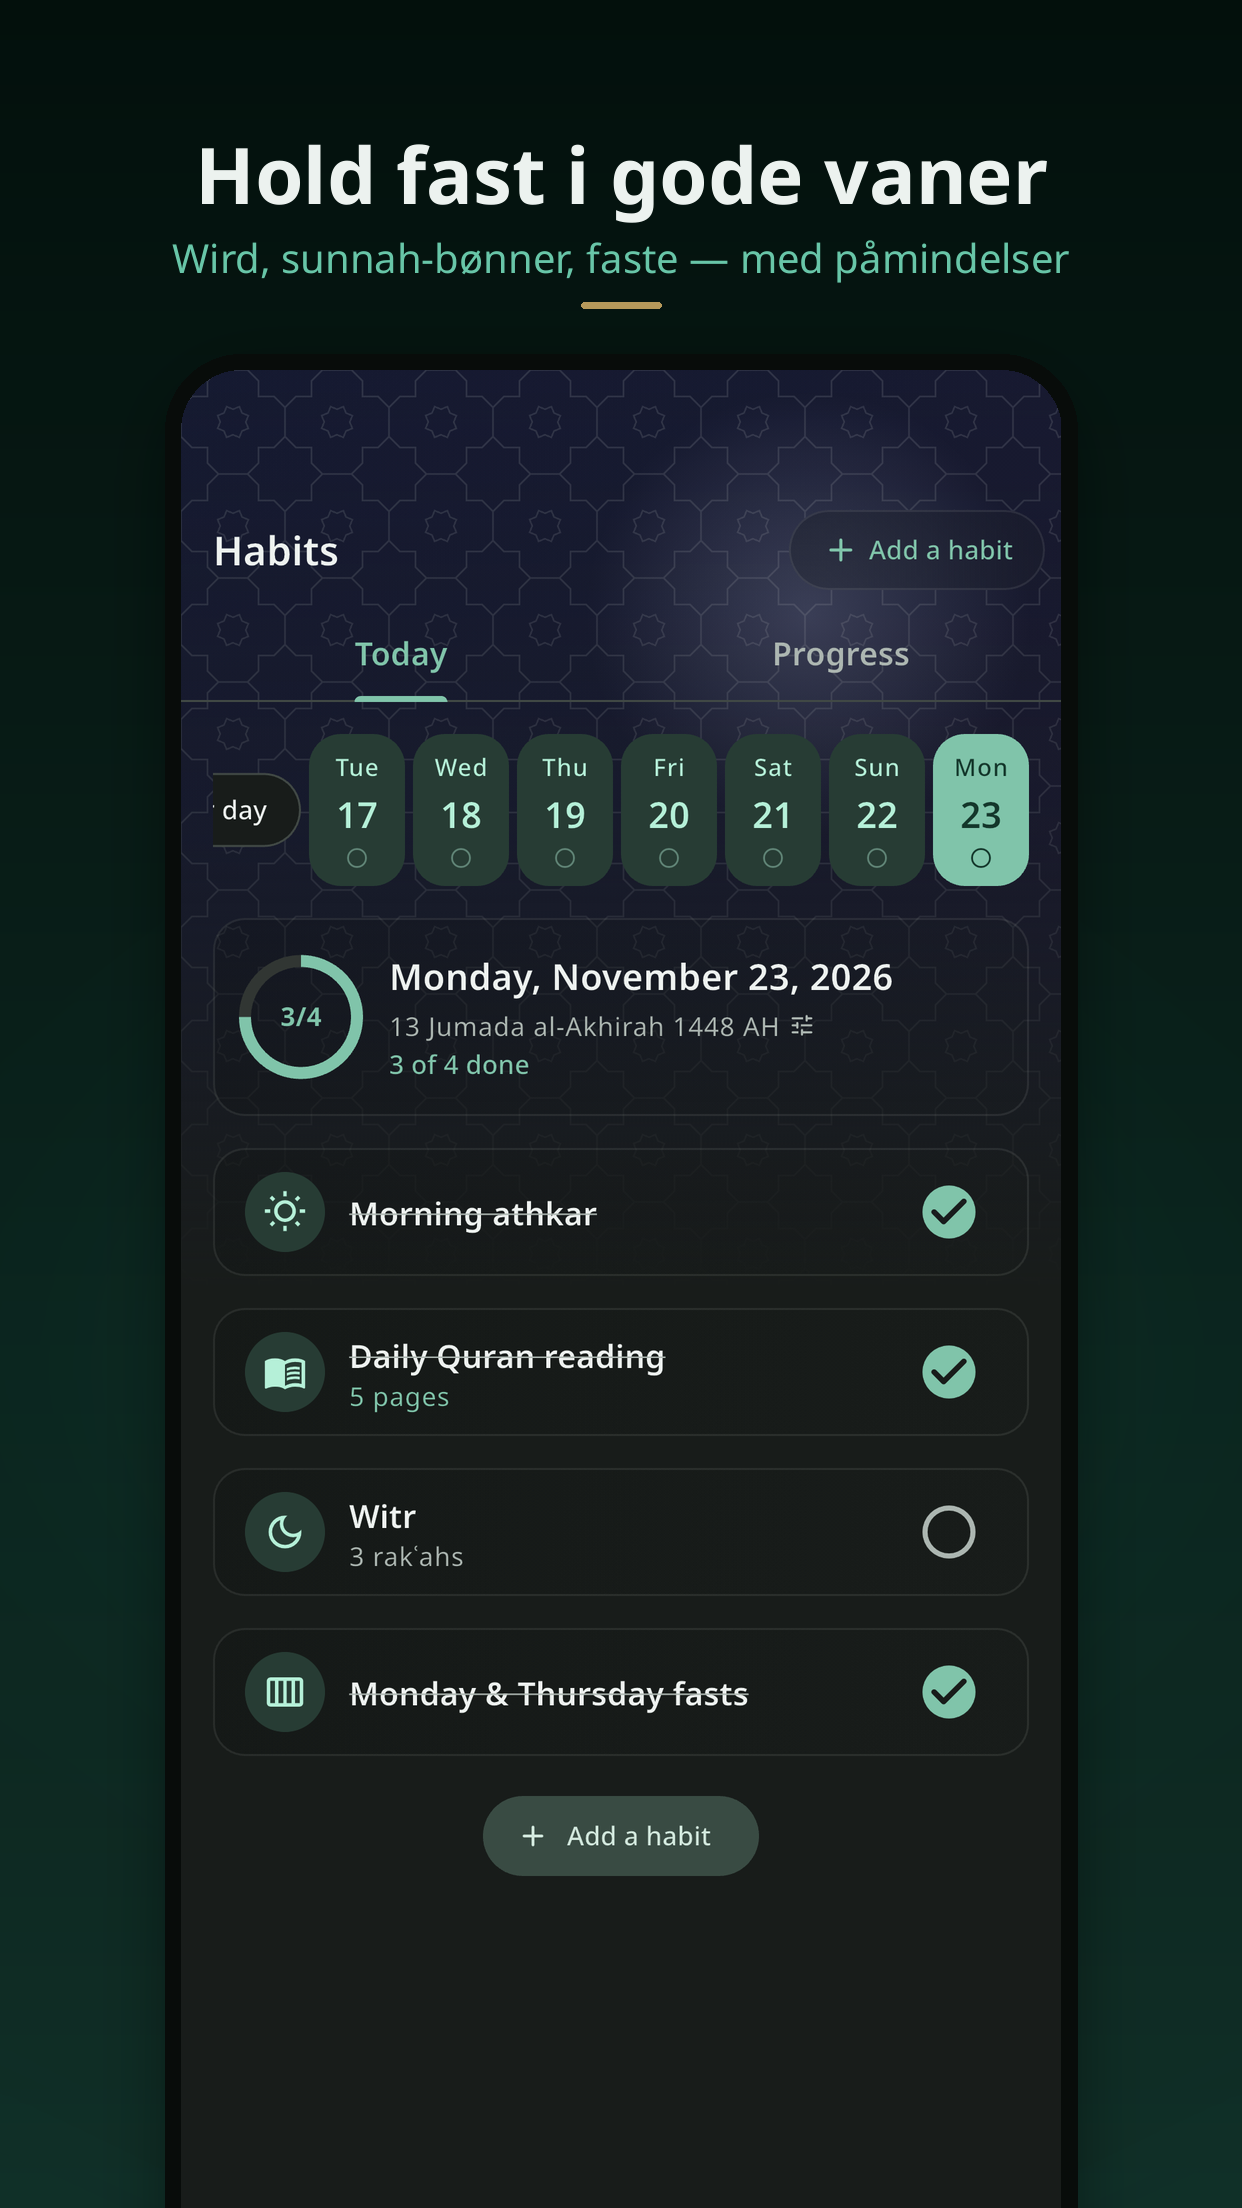 Hold fast i gode vaner
Wird, sunnah-bønner, faste — med påmindelser
Habits
Add a habit
Today
Progress
day
Tue
17
Wed
18
Thu
19
Fri
20
Sat
21
Sun
22
Mon
23
3/4
Monday, November 23, 2026
13 Jumada al-Akhirah 1448 AH
3 of 4 done
Morning athkar
Daily Quran reading
5 pages
Witr
3 rakʿahs
Monday & Thursday fasts
Add a habit